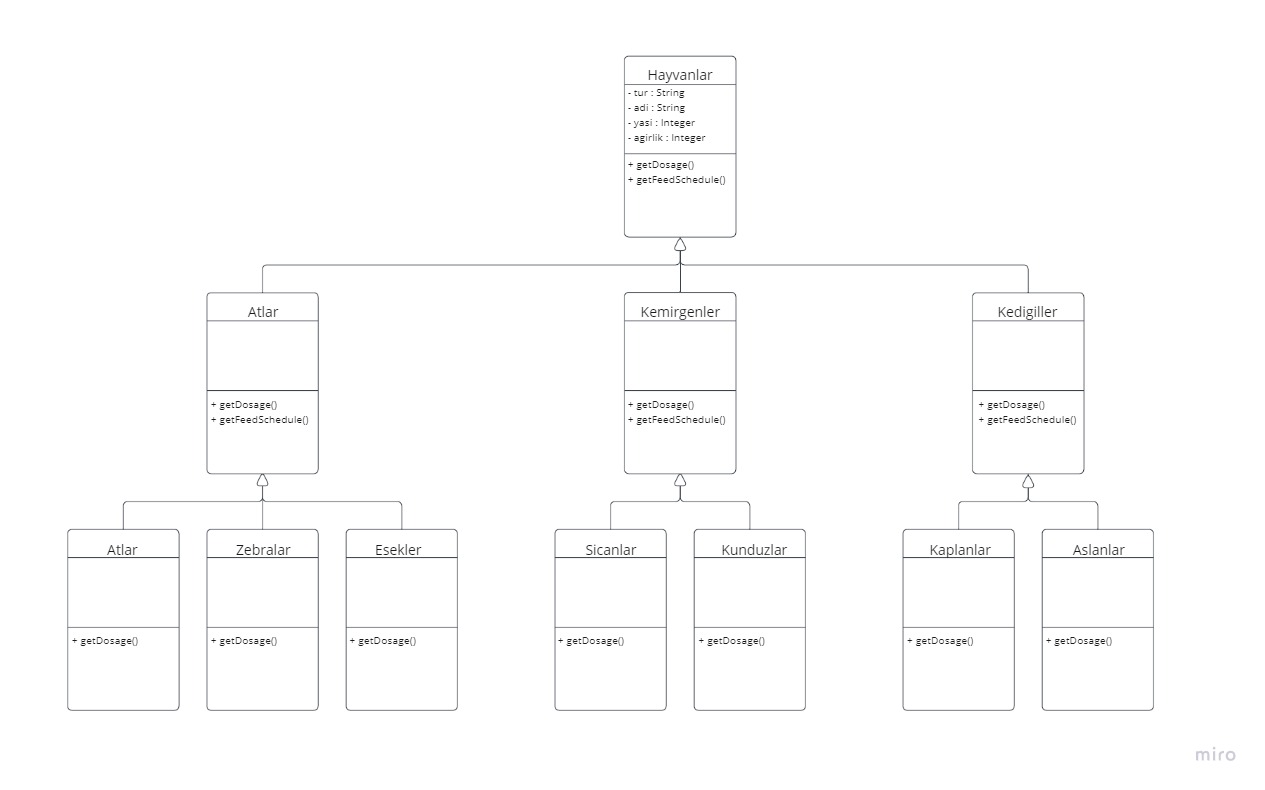 Hayvanlar
- tur : String
- adi : String
- yasi : Integer
- agirlik : Integer
+ getDosage()
+ getFeedSchedule()
Atlar
+ getDosage()
+ getFeedSchedule()
Kemirgenler
+ getDosage()
+ getFeedSchedule()
Kedigiller
+ getDosage()
+ getFeedSchedule()
Atlar
+ getDosage()
Zebralar
+ getDosage()
Esekler
+ getDosage()
Sicanlar
+ getDosage()
Kunduzlar
+ getDosage()
Kaplanlar
+ getDosage()
Aslanlar
+ getDosage()
miro